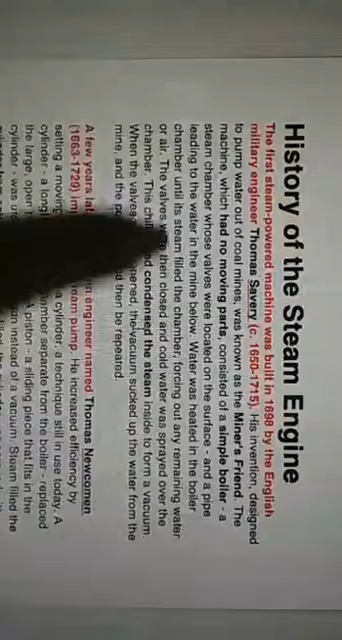 History of the Steam Engine
The first steam-powered machine was built in 1698 by the English
military engineer Thomas Savery (c. 1650-1715). His invention, designed
to pump water out of coal mines, was known as the Miner's Friend. The
machine, which had no moving parts, consisted of a simple boiler - a
steam chamber whose valves were located on the surface - and a pipe
leading to the water in the mine below. Water was heated in the boiler
chamber until its steam filled the chamber, forcing out any remaining water
or air. The valves were then closed and cold water was sprayed over the
chamber. This and condensed the steam inside to form a vacuum.
When the valves the vacuum sucked up the water from the
mine, and the then be repeated.
A few years engineer named Thomas Newcomen
(1663-1729) steam pump. He increased efficiency by
setting a moving a cylinder, a technique still in use today. A
cylinder - a long chamber separate from the boiler - replaced
the large, open piston - a sliding piece that fits in the
cylinder - was instead of a vacuum. Steam filled the